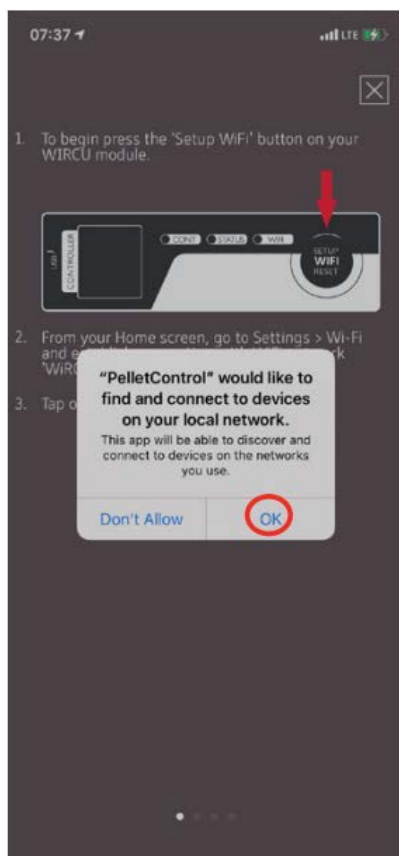 07:37
LTE
1. To begin press the 'Setup WiFi' button on your
WIRCU module.
USB
CONTROLLER
CONT STATUS WIFI
SETUP
WIFI
RESET
2. From your Home screen, go to Settings > Wi-Fi
and
3. Tap
"PelletControl" would like to
find and connect to devices
on your local network.
This app will be able to discover and
connect to devices on the networks
you use.
Don't Allow OK